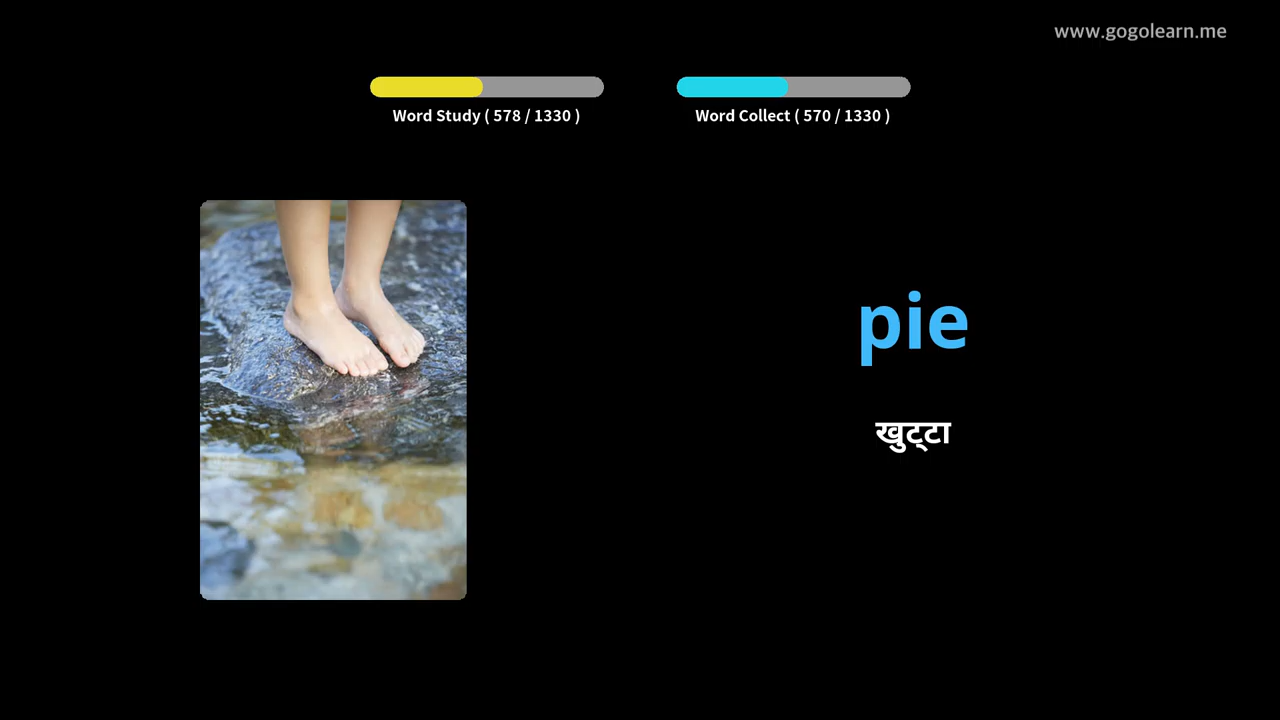 www.gogolearn.me
Word Study ( 578 / 1330 )
Word Collect ( 570 / 1330 )
pie
खुट्टा